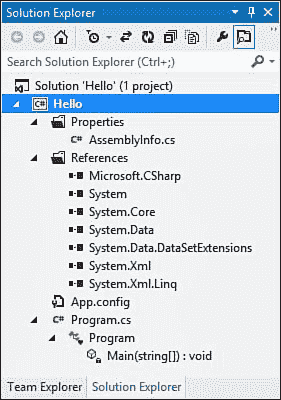 Solution Explorer
Search Solution Explorer (Ctrl+;)
Solution 'Hello' (1 project)
C# Hello
Properties
C# AssemblyInfo.cs
References
Microsoft.CSharp
System
System.Core
System.Data
System.Data.DataSetExtensions
System.Xml
System.Xml.Linq
App.config
C# Program.cs
Program
Main(string[]) : void
Team Explorer Solution Explorer